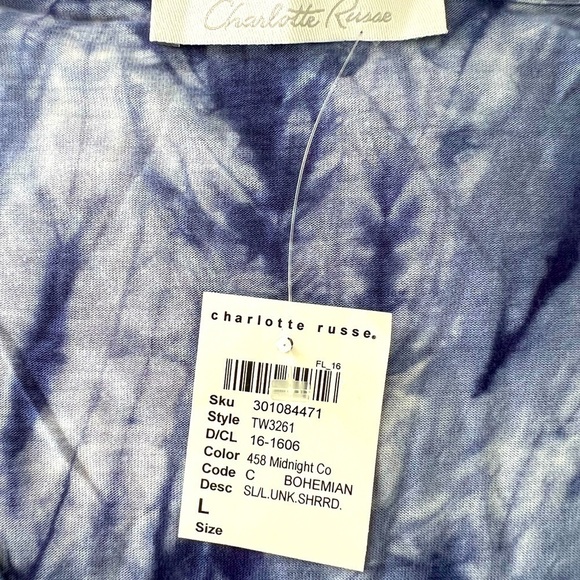 Charlotte Russe
charlotte russe®
FL_16
Sku 301084471
Style TW3261
D/CL 16-1606
Color 458 Midnight Co
Code C BOHEMIAN
Desc SL/L.UNK.SHRRD.
L
Size